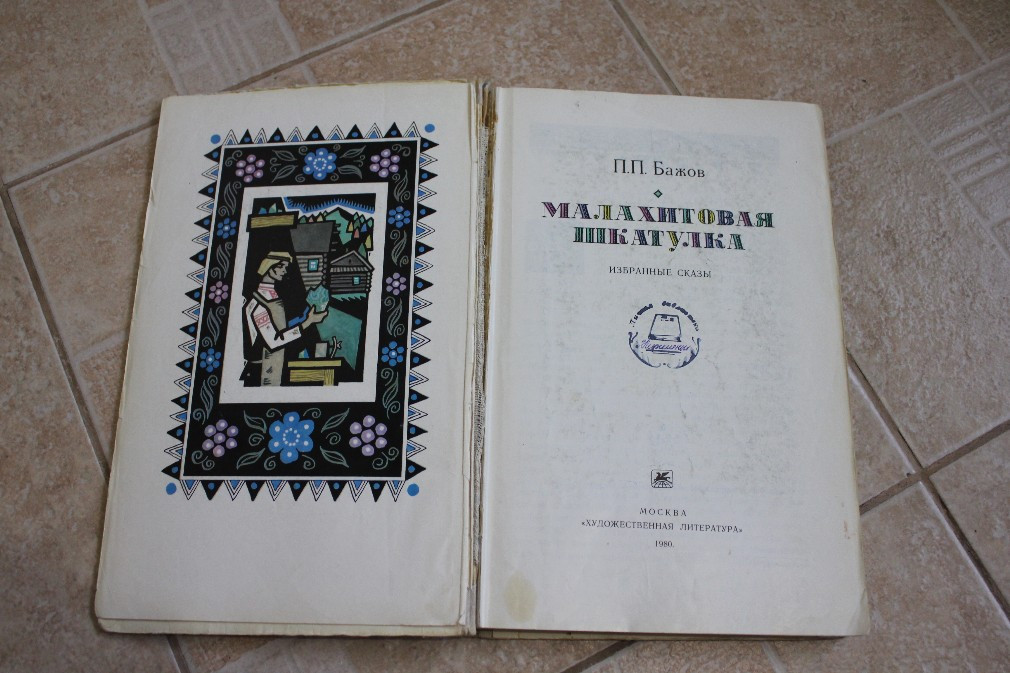 П.П. Бажов
МАЛАХИТОВАЯ
ШКАТУЛКА
ИЗБРАННЫЕ СКАЗЫ
МОСКВА
«ХУДОЖЕСТВЕННАЯ ЛИТЕРАТУРА»
1980.